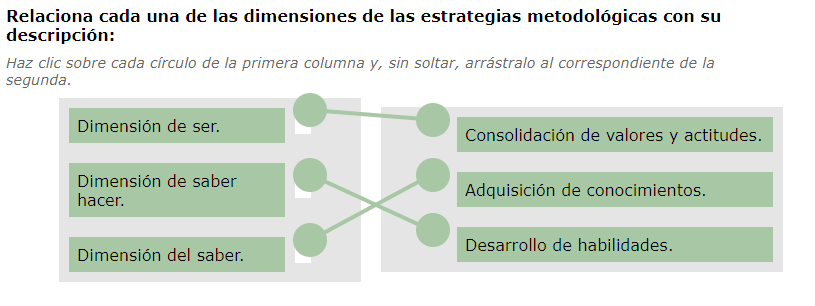 Relaciona cada una de las dimensiones de las estrategias metodológicas con su
descripción:
Haz clic sobre cada círculo de la primera columna y, sin soltar, arrástralo al correspondiente de la
segunda.
Dimensión de ser.
Dimensión de saber
hacer.
Dimensión del saber.
Consolidación de valores y actitudes.
Adquisición de conocimientos.
Desarrollo de habilidades.